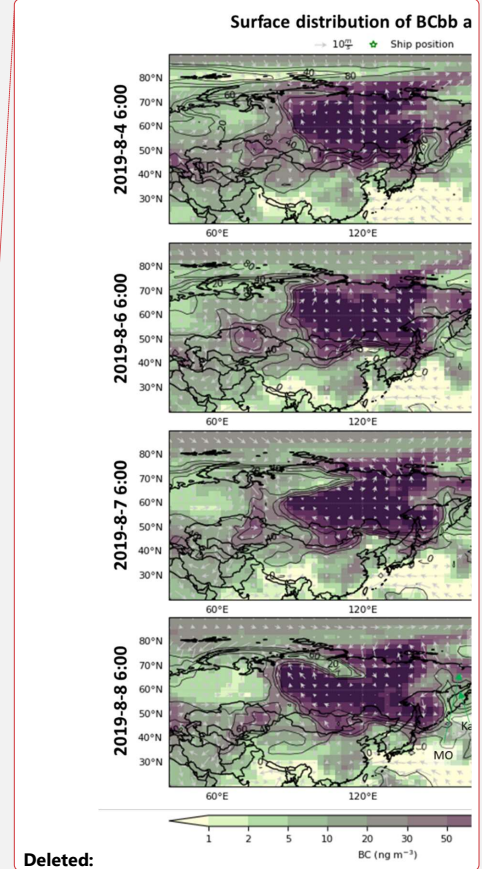 Surface distribution of BCbb a
10 m/s ☆ Ship position
2019-8-4 6:00
80°N
70°N
60°N
50°N
40°N
30°N
60°E 120°E
2019-8-6 6:00
80°N
70°N
60°N
50°N
40°N
30°N
60°E 120°E
2019-8-7 6:00
80°N
70°N
60°N
50°N
40°N
30°N
60°E 120°E
2019-8-8 6:00
80°N
70°N
60°N
50°N
40°N
30°N
Ka
MO
60°E 120°E
1 2 5 10 20 30 50
BC (ng m⁻³)
Deleted: